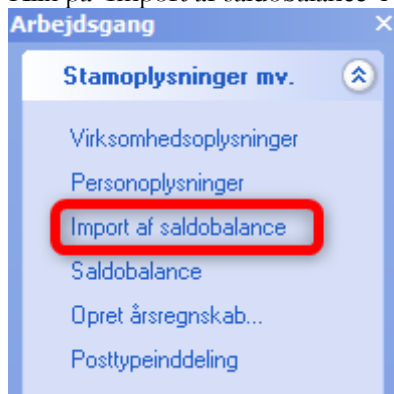 Arbejdsgang
Stamoplysninger mv.
Virksomhedsoplysninger
Personoplysninger
Import af saldobalance
Saldobalance
Opret årsregnskab...
Posttypeinddeling